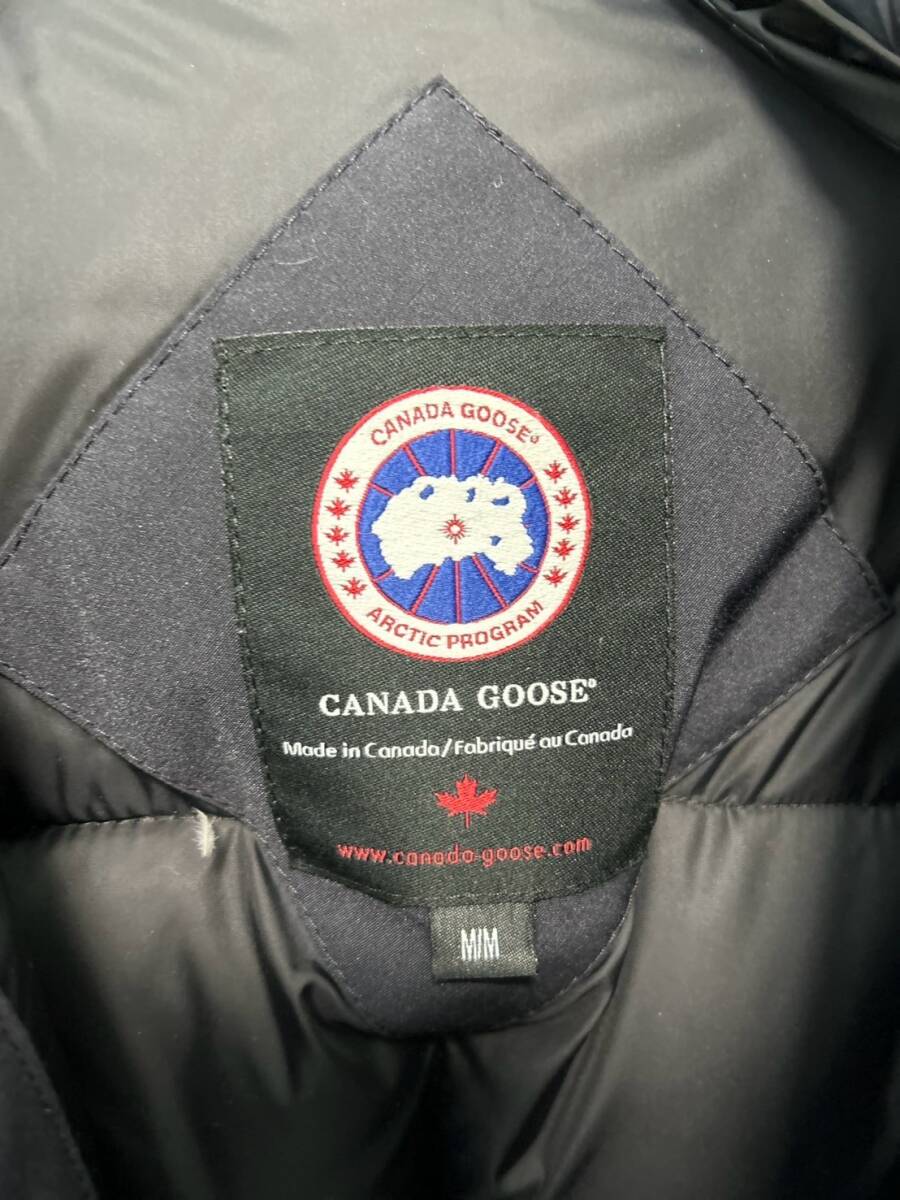 CANADA GOOSE®
ARCTIC PROGRAM
CANADA GOOSE®
Made in Canada/Fabriqué au Canada
www.canada-goose.com
M/M